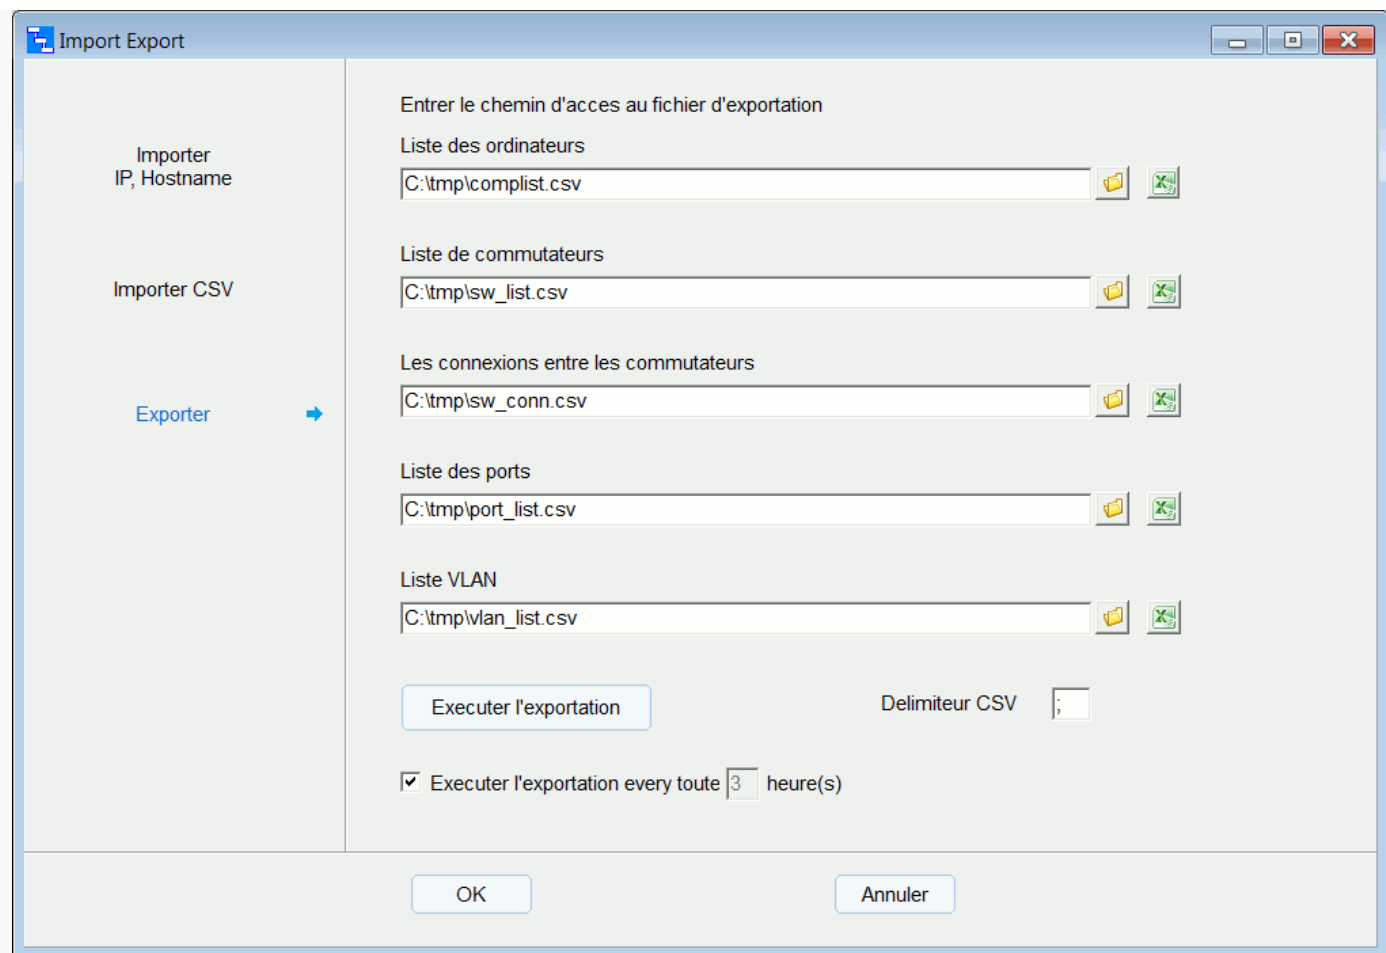 Import Export
Importer
IP, Hostname
Importer CSV
Exporter
Entrer le chemin d'acces au fichier d'exportation
Liste des ordinateurs
C:\tmp\complist.csv
Liste de commutateurs
C:\tmp\sw_list.csv
Les connexions entre les commutateurs
C:\tmp\sw_conn.csv
Liste des ports
C:\tmp\port_list.csv
Liste VLAN
C:\tmp\vlan_list.csv
Executer l'exportation
Delimiteur CSV ;
Executer l'exportation every toute 3 heure(s)
OK
Annuler